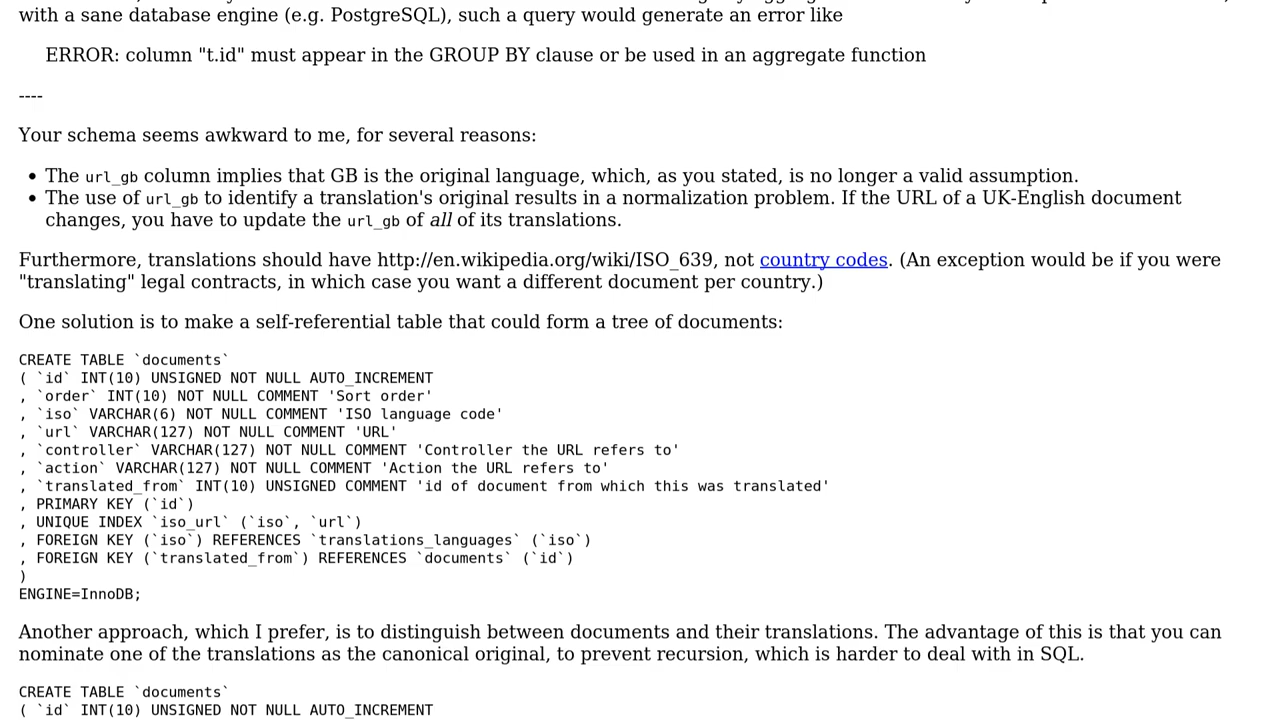 with a sane database engine (e.g. PostgreSQL), such a query would generate an error like
ERROR: column "t.id" must appear in the GROUP BY clause or be used in an aggregate function
----
Your schema seems awkward to me, for several reasons:
• The url_gb column implies that GB is the original language, which, as you stated, is no longer a valid assumption.
• The use of url_gb to identify a translation's original results in a normalization problem. If the URL of a UK-English document
changes, you have to update the url_gb of all of its translations.
Furthermore, translations should have http://en.wikipedia.org/wiki/ISO_639, not country codes. (An exception would be if you were
"translating" legal contracts, in which case you want a different document per country.)
One solution is to make a self-referential table that could form a tree of documents:
CREATE TABLE `documents`
( `id` INT(10) UNSIGNED NOT NULL AUTO_INCREMENT
, `order` INT(10) NOT NULL COMMENT 'Sort order'
, `iso` VARCHAR(6) NOT NULL COMMENT 'ISO language code'
, `url` VARCHAR(127) NOT NULL COMMENT 'URL'
, `controller` VARCHAR(127) NOT NULL COMMENT 'Controller the URL refers to'
, `action` VARCHAR(127) NOT NULL COMMENT 'Action the URL refers to'
, `translated_from` INT(10) UNSIGNED COMMENT 'id of document from which this was translated'
, PRIMARY KEY (`id`)
, UNIQUE INDEX `iso_url` (`iso`, `url`)
, FOREIGN KEY (`iso`) REFERENCES `translations_languages` (`iso`)
, FOREIGN KEY (`translated_from`) REFERENCES `documents` (`id`)
)
ENGINE=InnoDB;
Another approach, which I prefer, is to distinguish between documents and their translations. The advantage of this is that you can
nominate one of the translations as the canonical original, to prevent recursion, which is harder to deal with in SQL.
CREATE TABLE `documents`
( `id` INT(10) UNSIGNED NOT NULL AUTO_INCREMENT